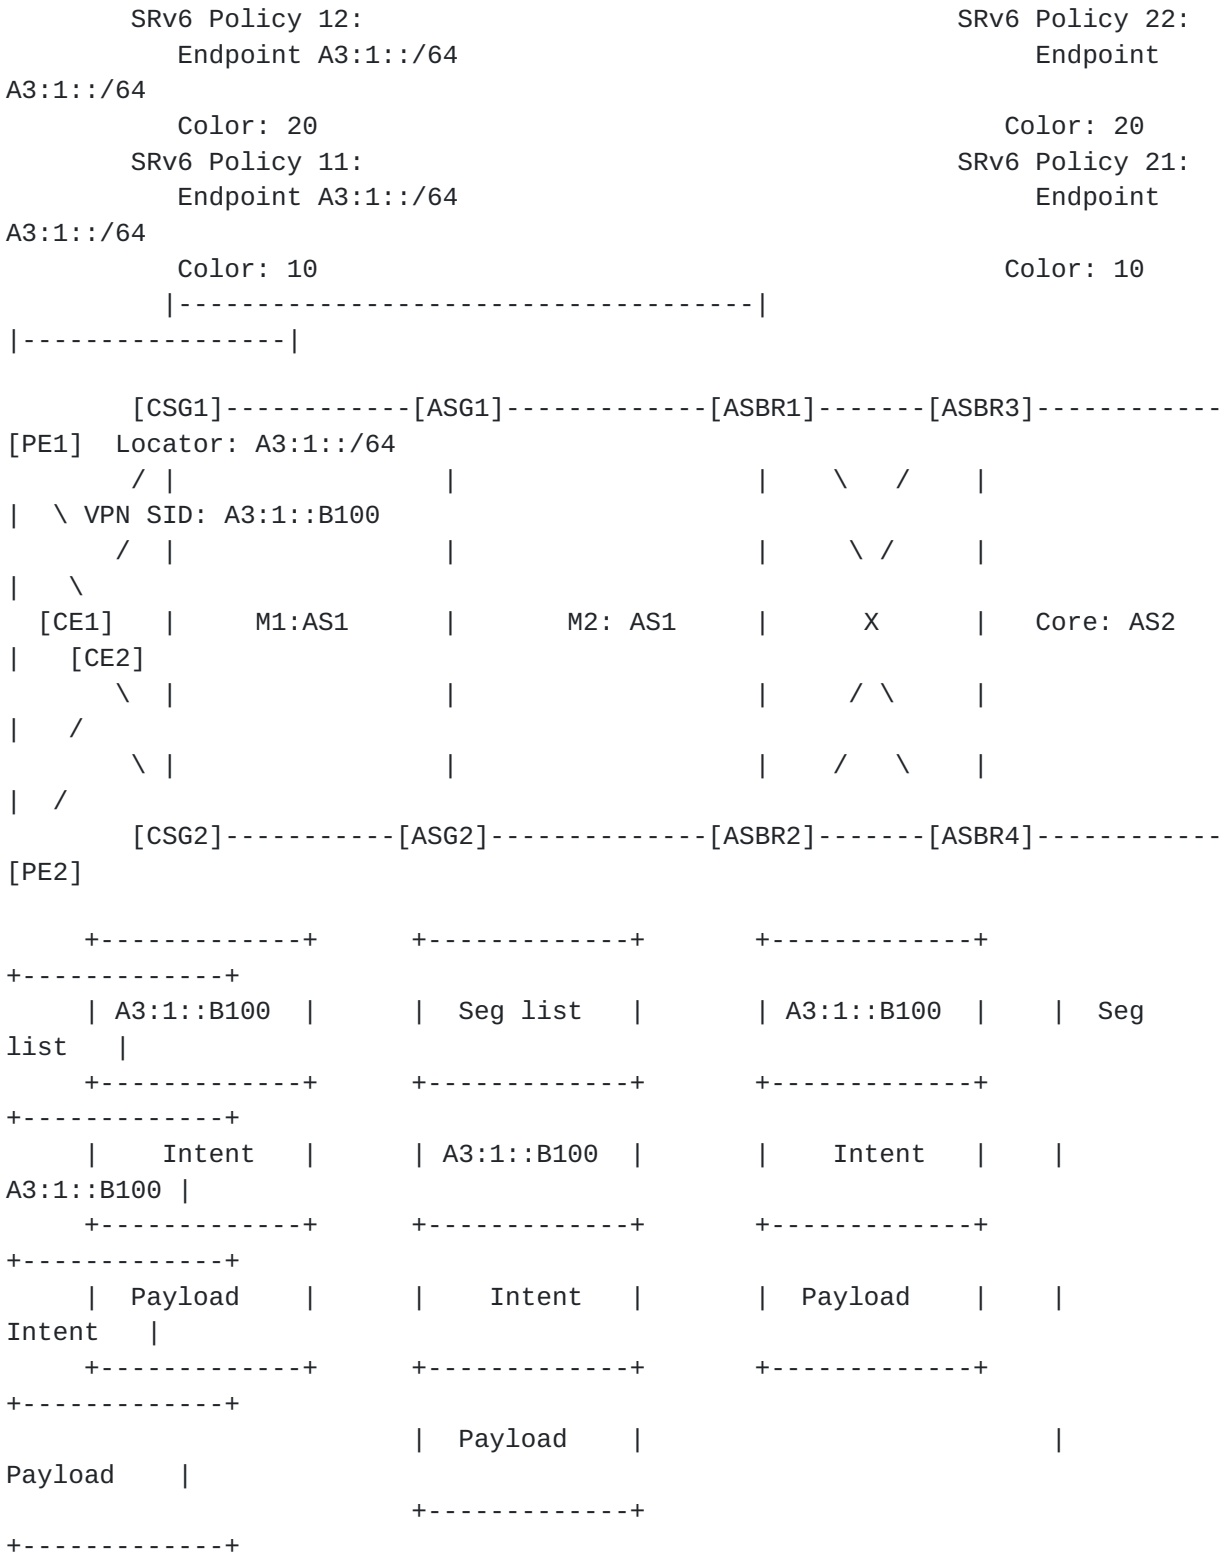 SRv6 Policy 12:                                      SRv6 Policy 22:
           Endpoint A3:1::/64                                     Endpoint
A3:1::/64
           Color: 20                                            Color: 20
        SRv6 Policy 11:                                      SRv6 Policy 21:
           Endpoint A3:1::/64                                     Endpoint
A3:1::/64
           Color: 10                                            Color: 10
          |-------------------------------------|
|-----------------|

        [CSG1]------------[ASG1]-------------[ASBR1]-------[ASBR3]------------
[PE1]  Locator: A3:1::/64
        / |                 |                   |    \   /    |
|  \ VPN SID: A3:1::B100
       /  |                 |                   |     \ /     |
|   \
  [CE1]   |     M1:AS1      |       M2: AS1     |      X      |   Core: AS2
|   [CE2]
       \  |                 |                   |     / \     |
|   /
        \ |                 |                   |    /   \    |
|  /
        [CSG2]-----------[ASG2]--------------[ASBR2]-------[ASBR4]------------
[PE2]

     +-------------+      +-------------+       +-------------+
+-------------+
     | A3:1::B100  |      |  Seg list   |       | A3:1::B100  |    |  Seg
list   |
     +-------------+      +-------------+       +-------------+
+-------------+
     |    Intent   |      | A3:1::B100  |       |    Intent   |    |
A3:1::B100 |
     +-------------+      +-------------+       +-------------+
+-------------+
     |  Payload    |      |    Intent   |       |  Payload    |    |
Intent   |
     +-------------+      +-------------+       +-------------+
+-------------+
                          |  Payload    |                          |
Payload    |
                          +-------------+
+-------------+